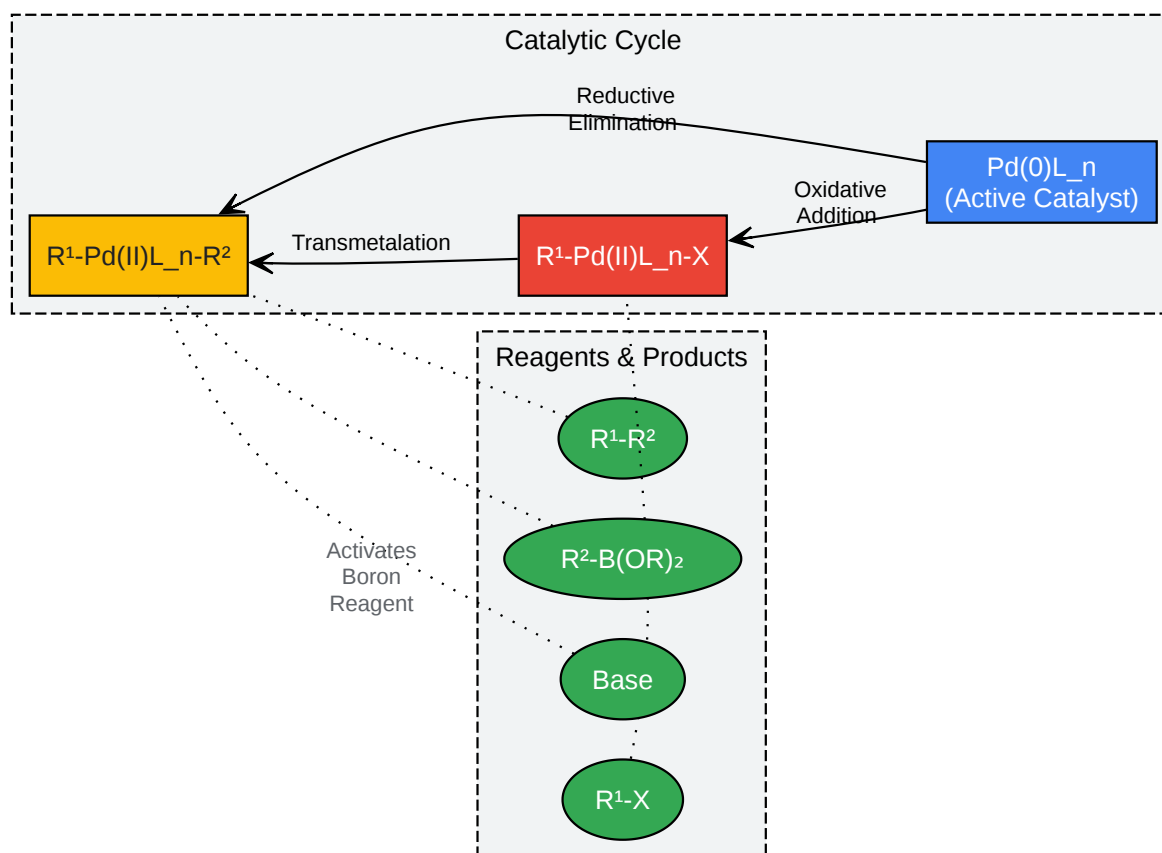 Catalytic Cycle
Reductive
Elimination
Pd(0)L_n
(Active Catalyst)
Oxidative
Addition
R¹-Pd(II)L_n-R²
Transmetalation
R¹-Pd(II)L_n-X
Reagents & Products
R¹-R²
R²-B(OR)₂
Activates
Boron
Reagent
Base
R¹-X